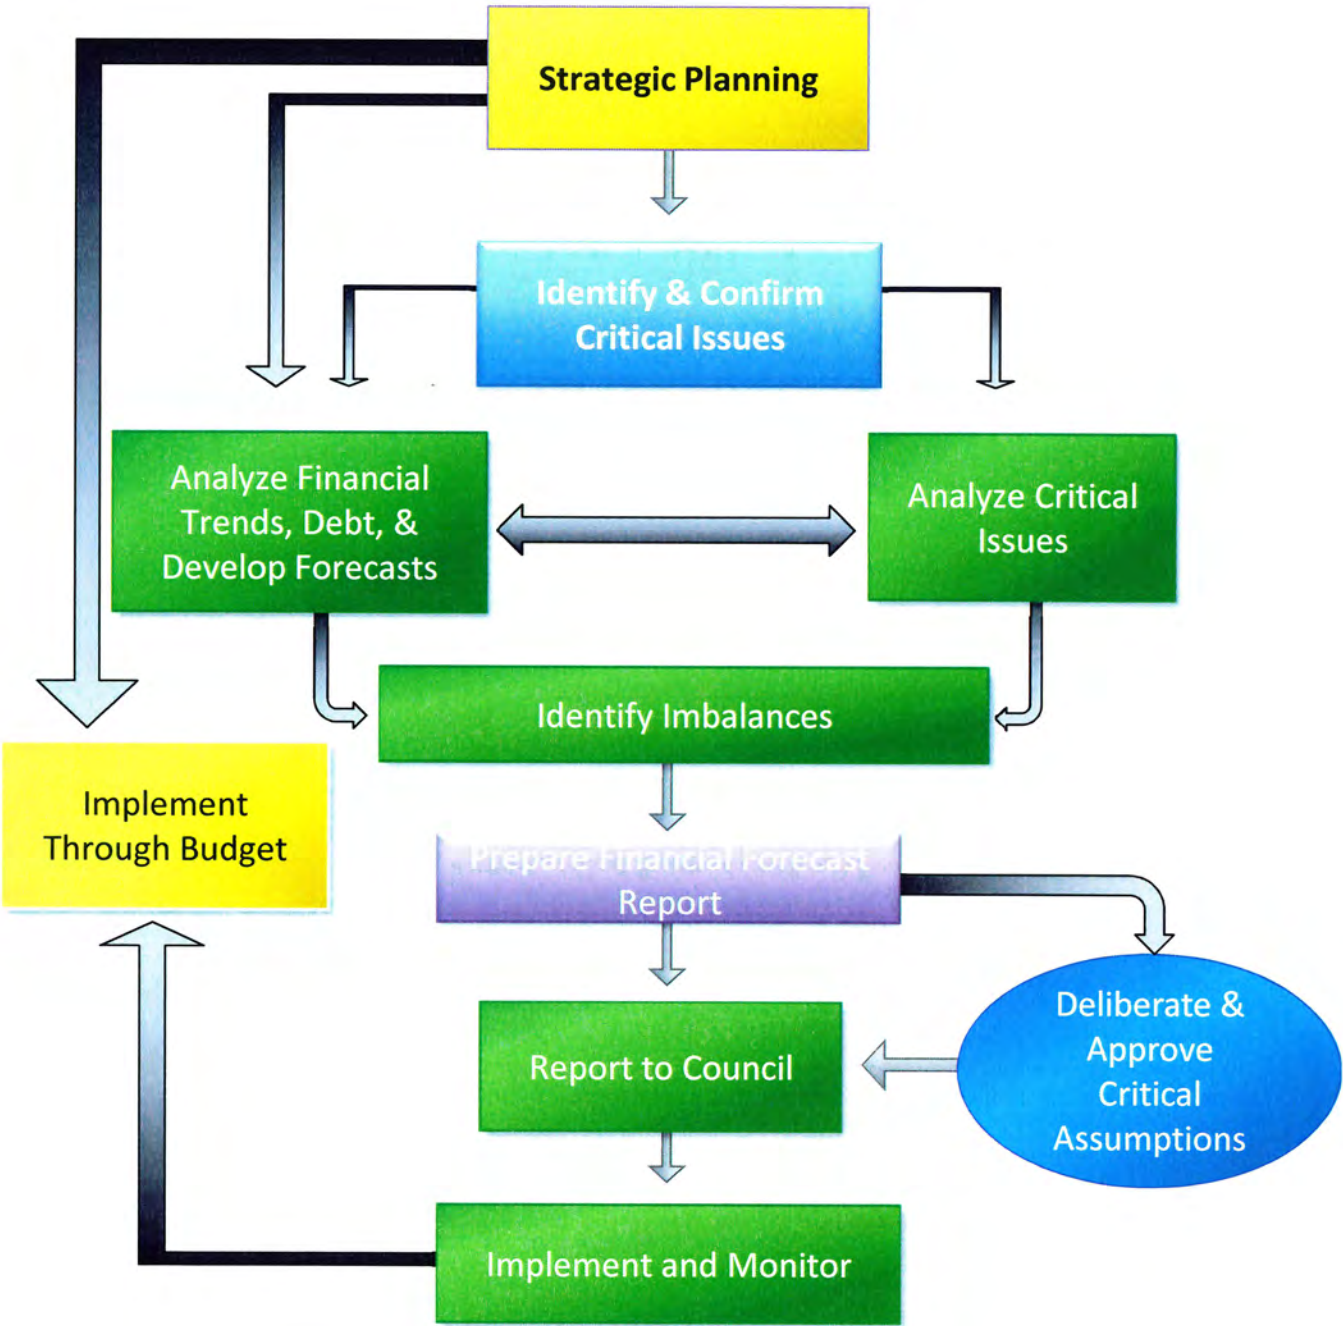 Strategic Planning
Identify & Confirm
Critical Issues
Analyze Financial
Trends, Debt, &
Develop Forecasts
Analyze Critical
Issues
Identify Imbalances
Implement
Through Budget
Prepare Financial Forecast
Report
Deliberate &
Approve
Critical
Assumptions
Report to Council
Implement and Monitor